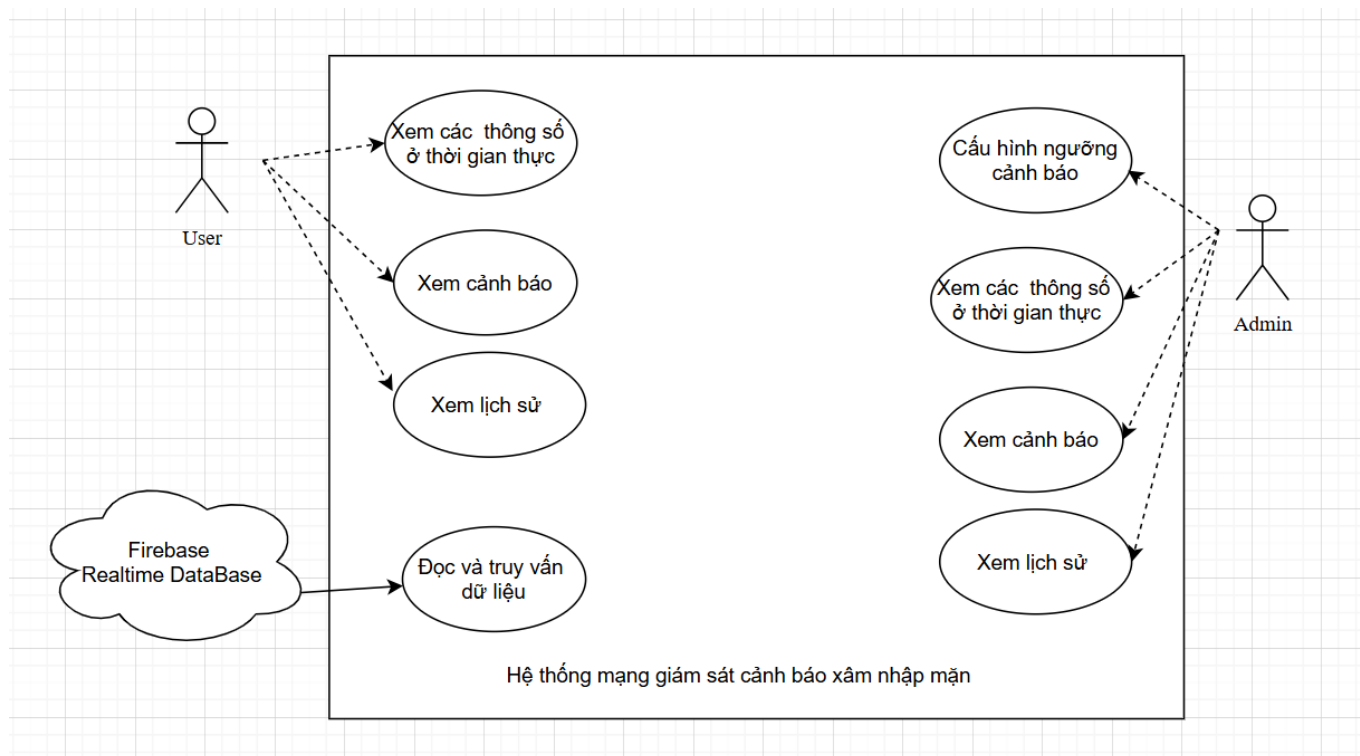 Xem các thông số
ở thời gian thực
User
Xem cảnh báo
Xem lịch sử
Firebase
Realtime DataBase
Đọc và truy vấn
dữ liệu
Cấu hình ngưỡng
cảnh báo
Xem các thông số
ở thời gian thực
Admin
Xem cảnh báo
Xem lịch sử
Hệ thống mạng giám sát cảnh báo xâm nhập mặn